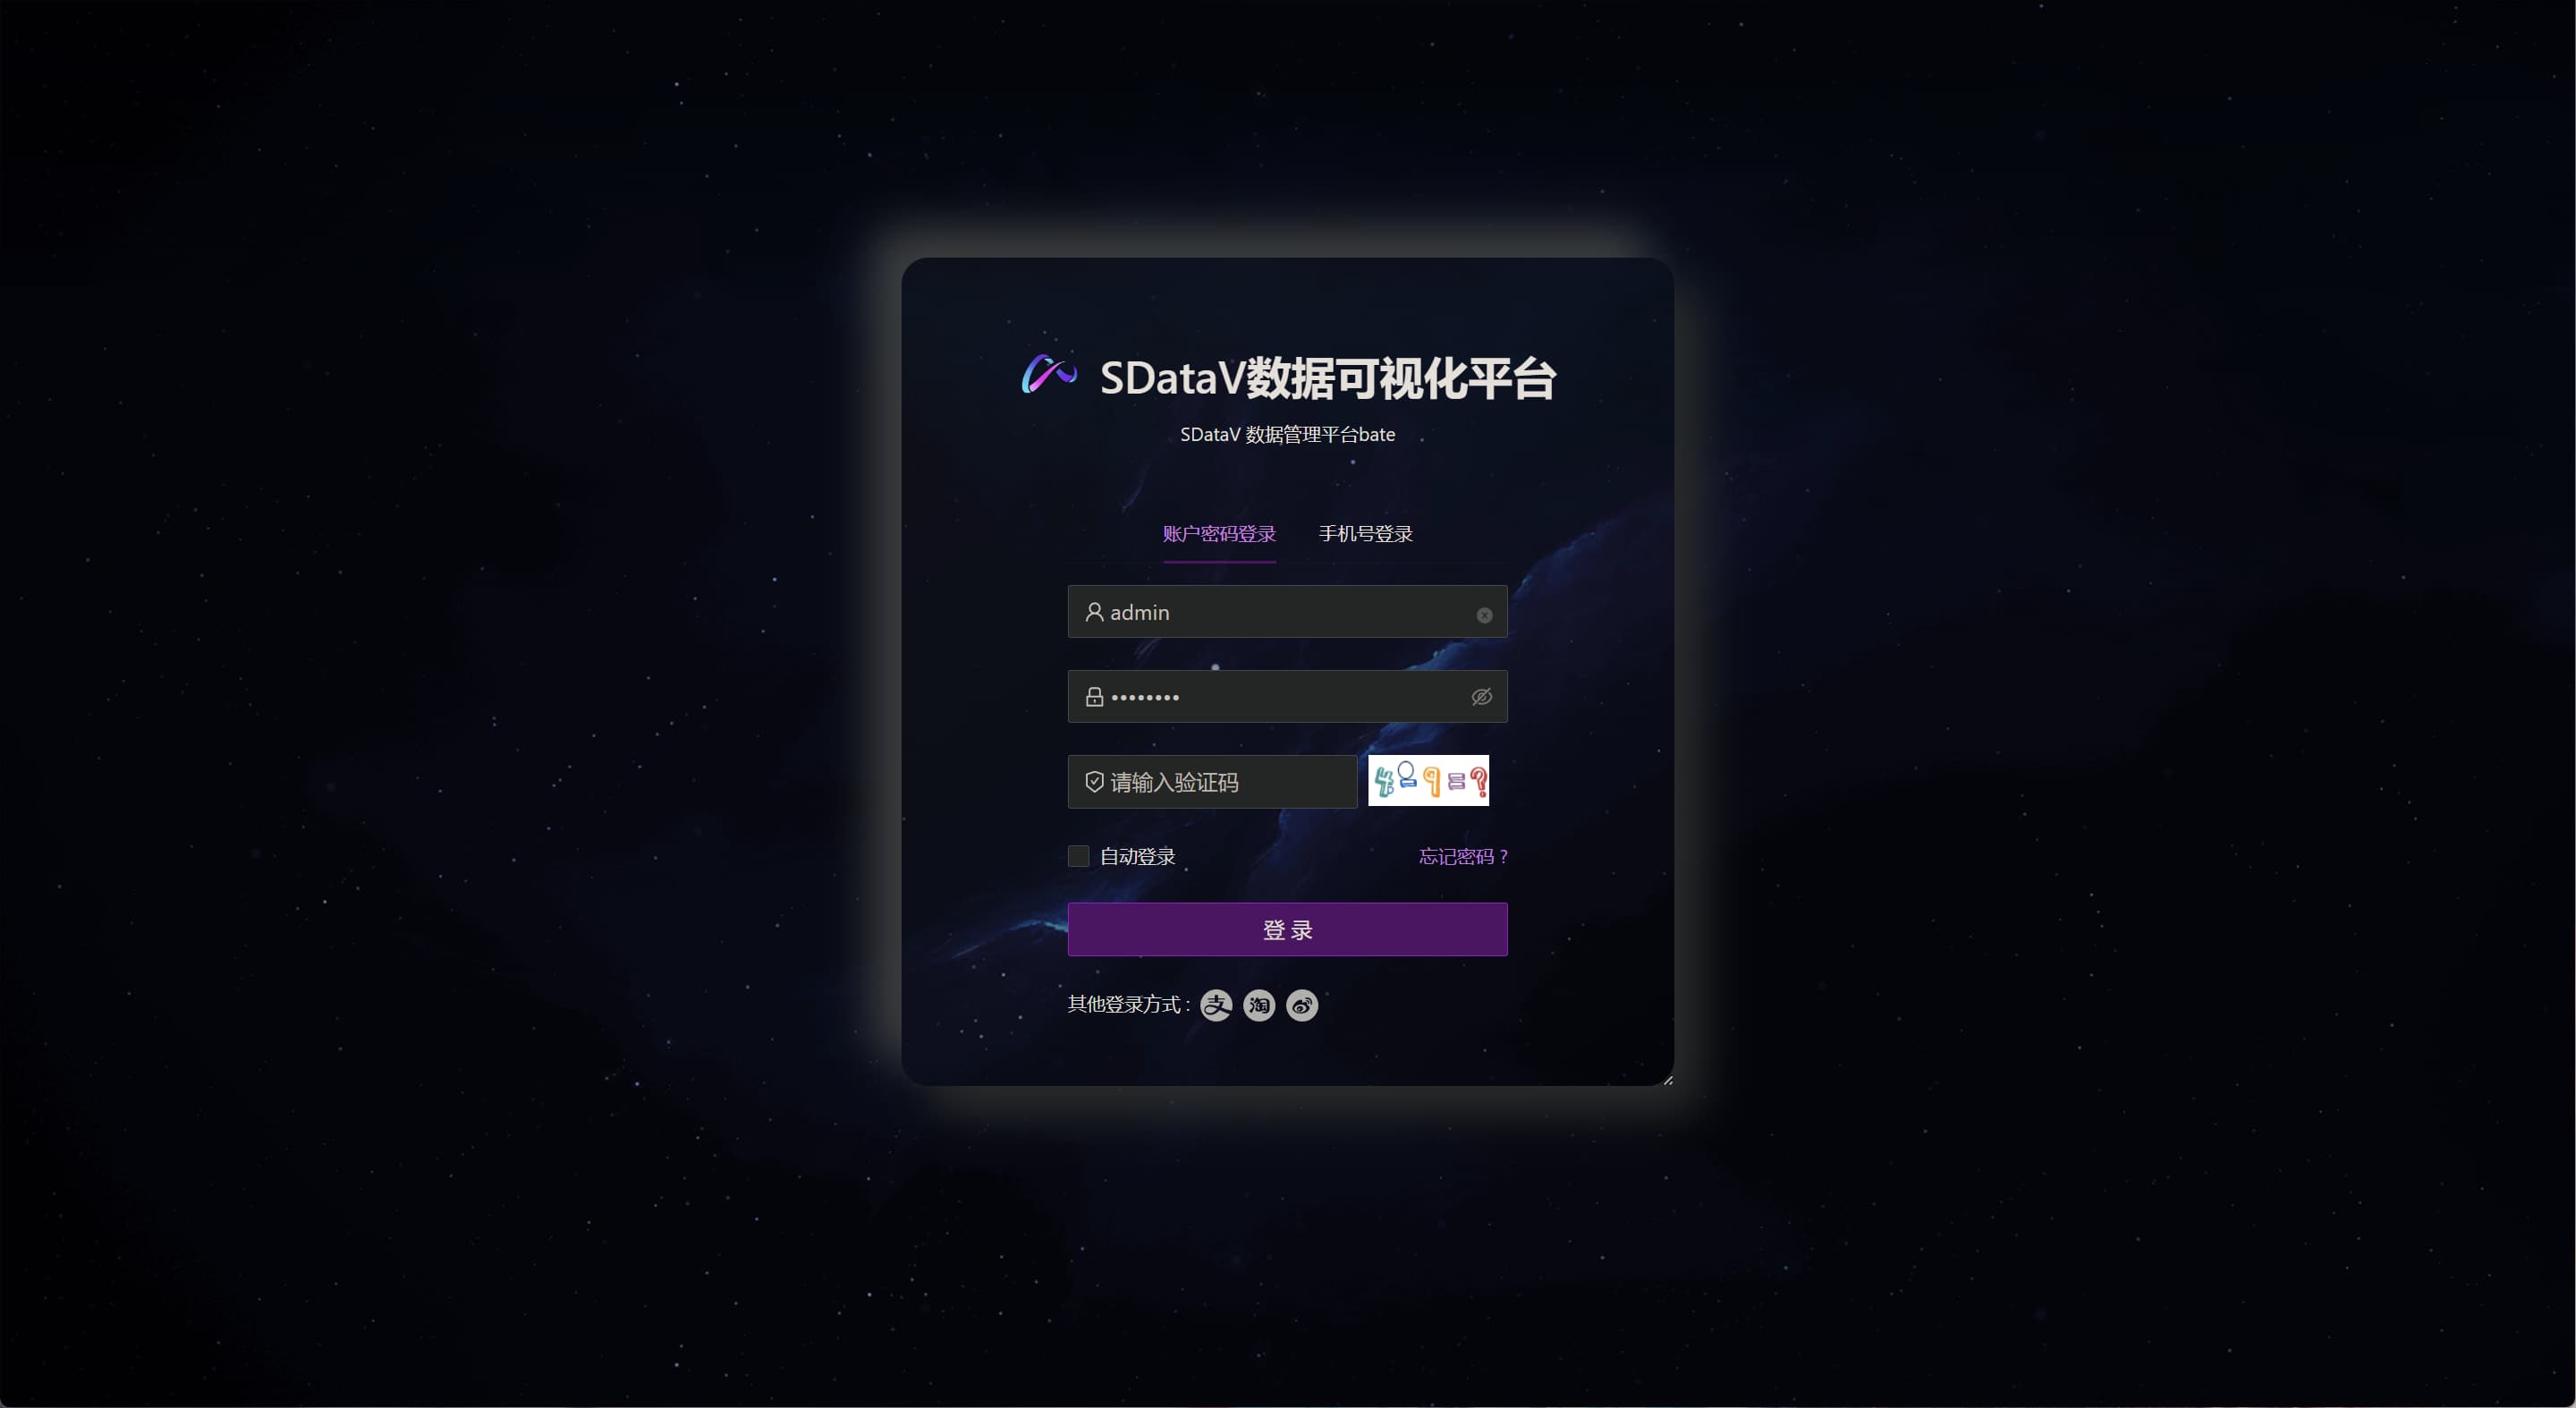 SDataV数据可视化平台
SDataV 数据管理平台bate
账户密码登录 手机号登录
admin
••••••••
请输入验证码 4-9=?
自动登录 忘记密码 ?
登 录
其他登录方式 : 支 淘